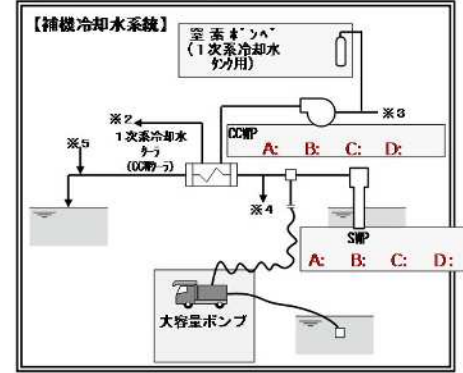 【補機冷却水系統】
窒素ボンベ
(1次系冷却水
タンク用)
※2
※3
※5
1次系冷却水
クーラ
(CCWクーラ)
CCWP
A: B: C: D:
※4
SWP
A: B: C: D:
大容量ポンプ